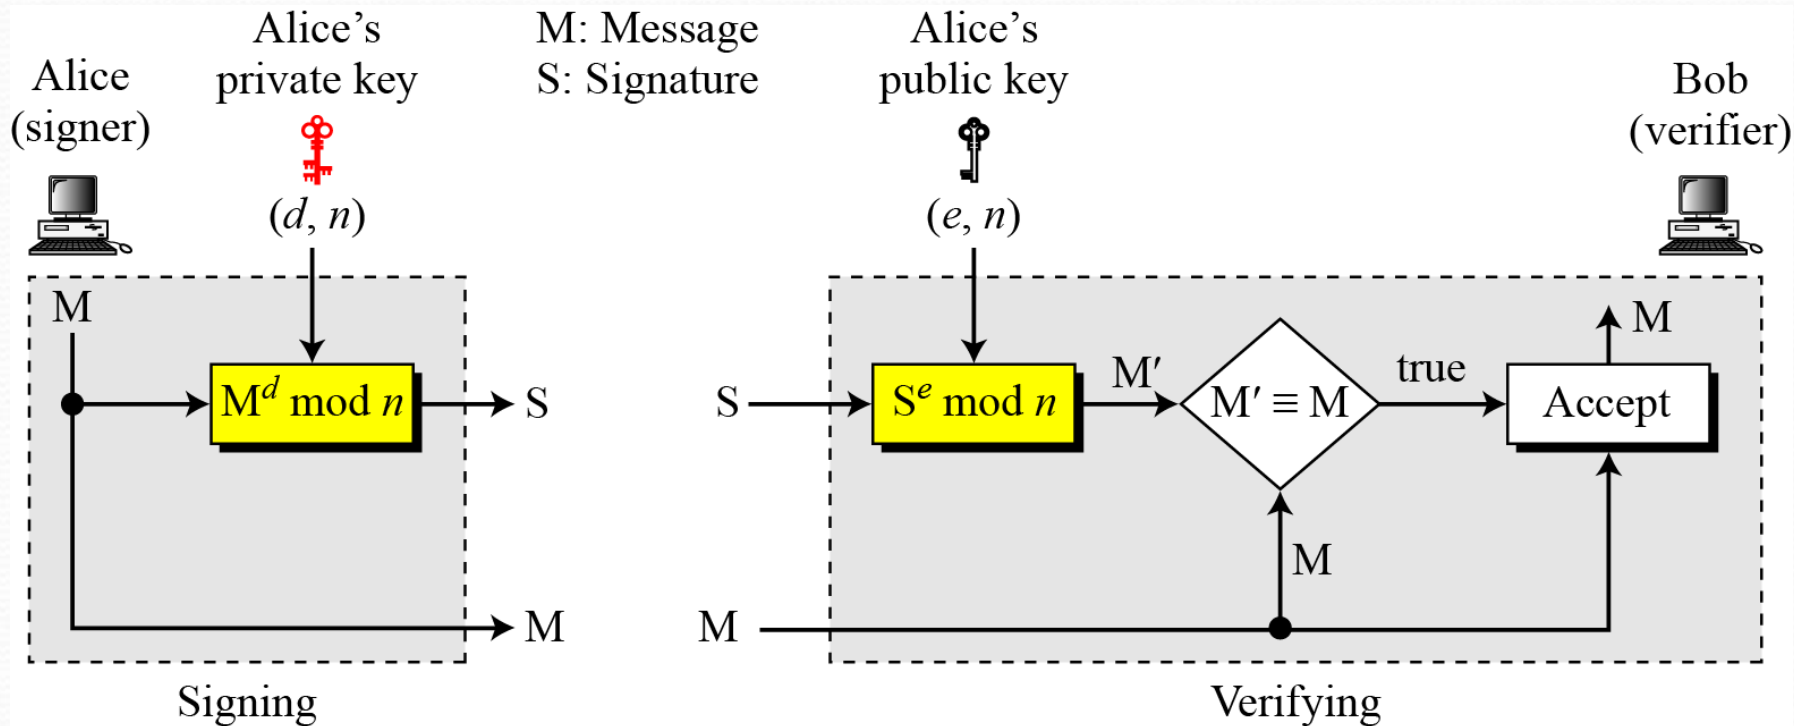 Alice
(signer)
Alice’s
private key
(d, n)
M: Message
S: Signature
Alice’s
public key
(e, n)
Bob
(verifier)
M
M^d mod n
S
M
Signing
S
S^e mod n
M′
M′ ≡ M
true
Accept
M
M
M
Verifying